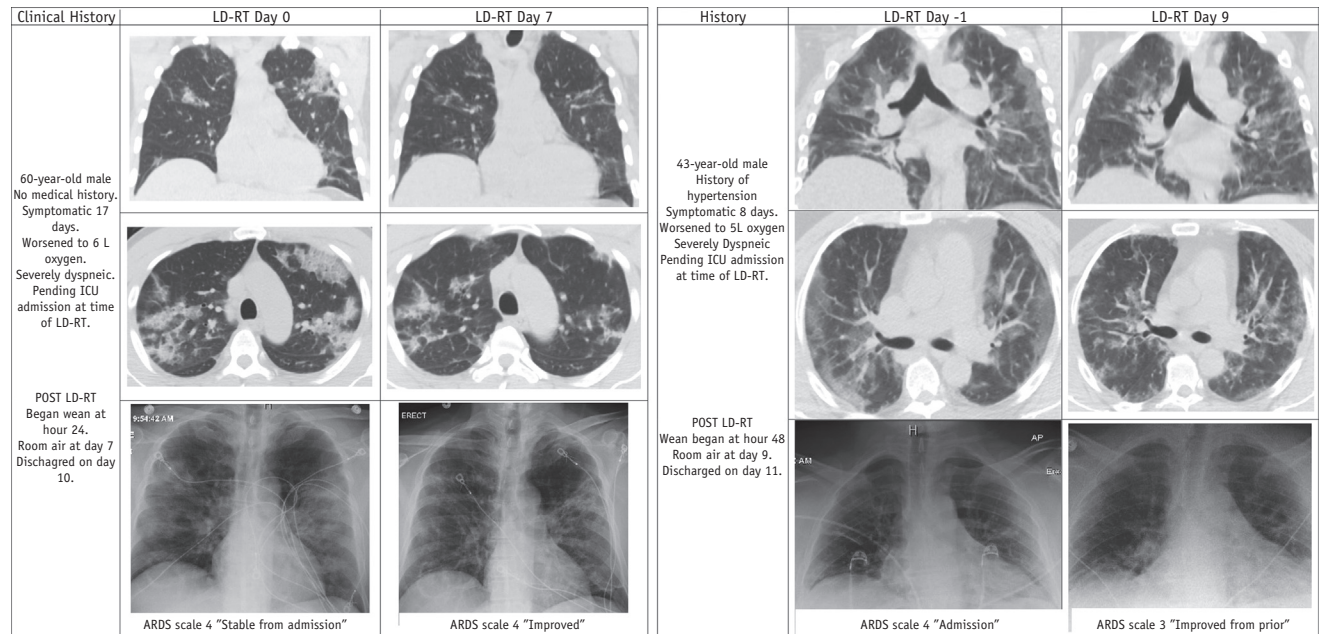 Clinical History
LD-RT Day 0
LD-RT Day 7
60-year-old male
No medical history.
Symptomatic 17
days.
Worsened to 6 L
oxygen.
Severely dyspneic.
Pending ICU
admission at time
of LD-RT.
POST LD-RT
Began wean at
hour 24.
Room air at day 7
Dischagred on day
10.
9:54:42 AM
ERECT
ARDS scale 4 "Stable from admission"
ARDS scale 4 "Improved"
History
LD-RT Day -1
LD-RT Day 9
43-year-old male
History of
hypertension
Symptomatic 8 days.
Worsened to 5L oxygen
Severely Dyspneic
Pending ICU admission
at time of LD-RT.
POST LD-RT
Wean began at hour 48
Room air at day 9.
Discharged on day 11.
H
AP
AM
ARDS scale 4 "Admission"
ARDS scale 3 "Improved from prior"